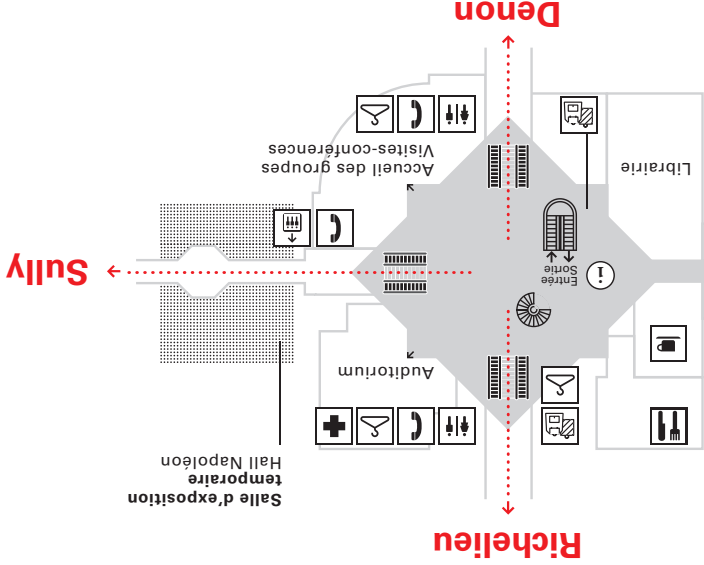 Richelieu
Salle d'exposition
temporaire
Hall Napoléon
Auditorium
i
Entrée
Sortie
Sully
Librairie
Accueil des groupes
Visites-conférences
Denon